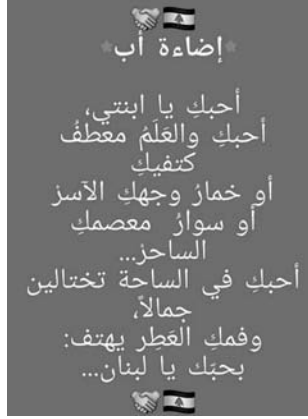 إضاءة أب
أحبكِ يا ابنتي،
أحبكِ والعَلَمُ معطفُ
كتفيكِ
أو خمارُ وجهكِ الآسرْ
أو سوارُ معصمكِ
الساحرْ...
أحبكِ في الساحة تختالين
جمالاً،
وفمكِ العَطِر يهتف:
بحبّك يا لبنان...